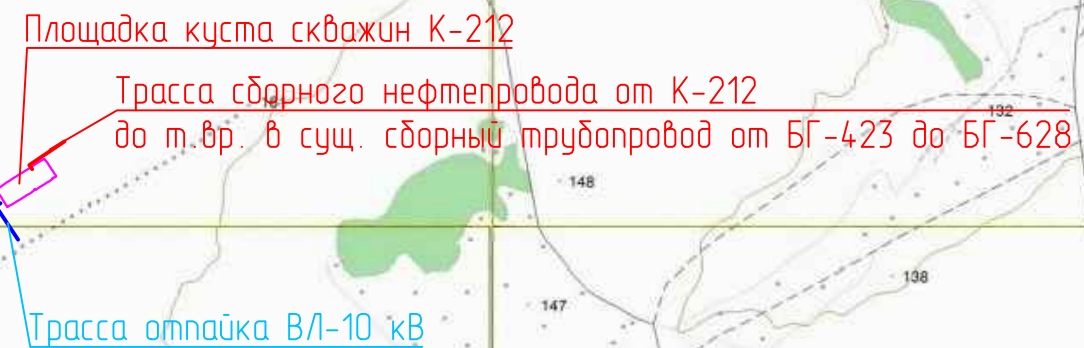 Площадка куста скважин К-212
Трасса сборного нефтепровода от К-212
до т.вр. в сущ. сборный трубопровод от БГ-423 до БГ-628
132
148
138
147
Трасса отпайка ВЛ-10 кВ